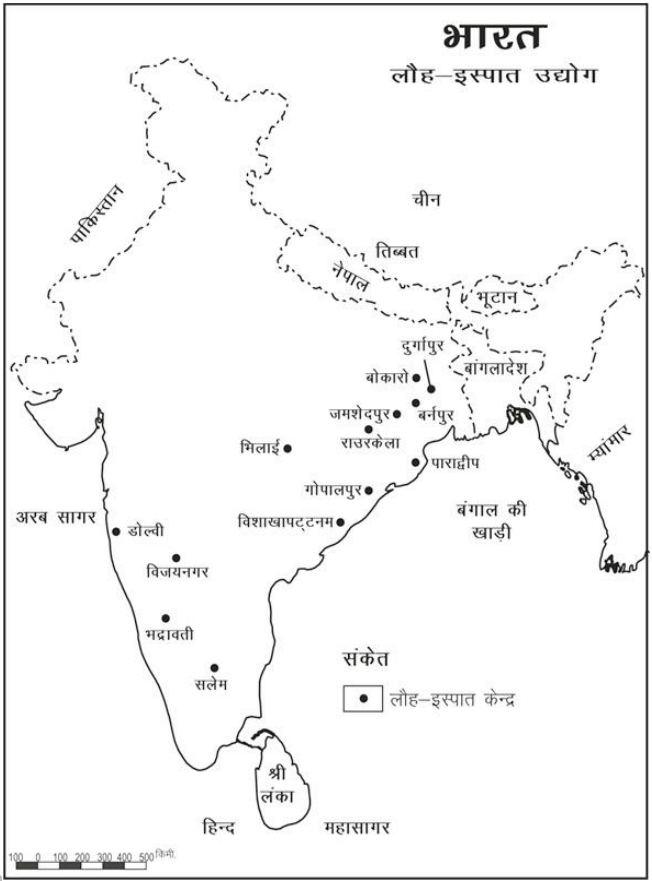 भारत
लौह–इस्पात उद्योग
चीन
पाकिस्तान
तिब्बत
नेपाल
भूटान
दुर्गापुर
बांगलादेश
बोकारो
जमशेदपुर
बर्नपुर
राउरकेला
भिलाई
पाराद्वीप
म्यांमार
गोपालपुर
अरब सागर
विशाखापट्टनम
बंगाल की
खाड़ी
डोल्वी
विजयनगर
भद्रावती
सलेम
संकेत
लौह–इस्पात केन्द्र
श्री
लंका
हिन्द
महासागर
100 0 100 200 300 400 500 किमी.